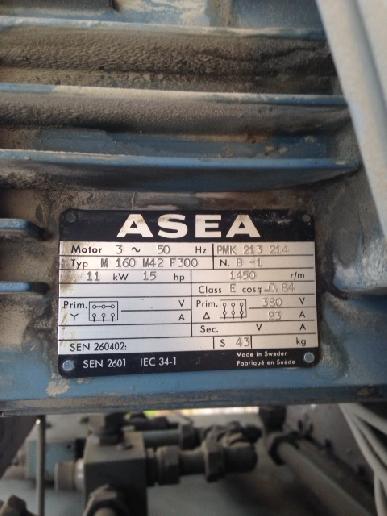 ASEA
Motor 3 ~ 50 Hz PMK 213 214
Typ M 160 M42 F300 N. B -L
11 kW 15 hp 1450 r/m
Class E cosφ 0.84
Prim. V Prim. 380 V
Y A Δ 23 A
Sec. V A
SEN 260402: S 43 kg
SEN 2601 IEC 34-1 Made in Sweden
Fabriqué en Suède